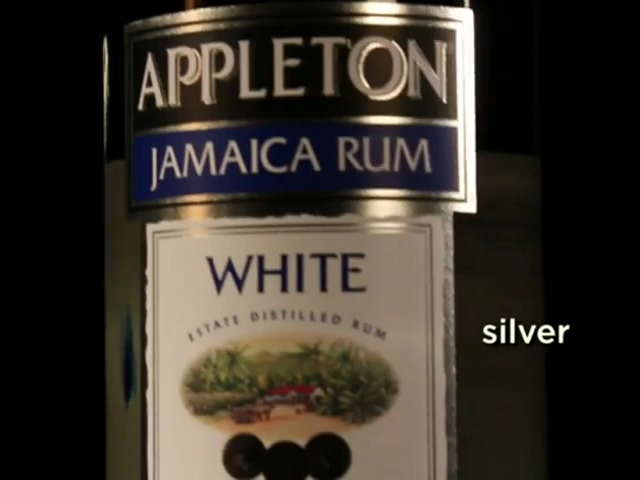 APPLETON
JAMAICA RUM
WHITE
ESTATE DISTILLED RUM
silver